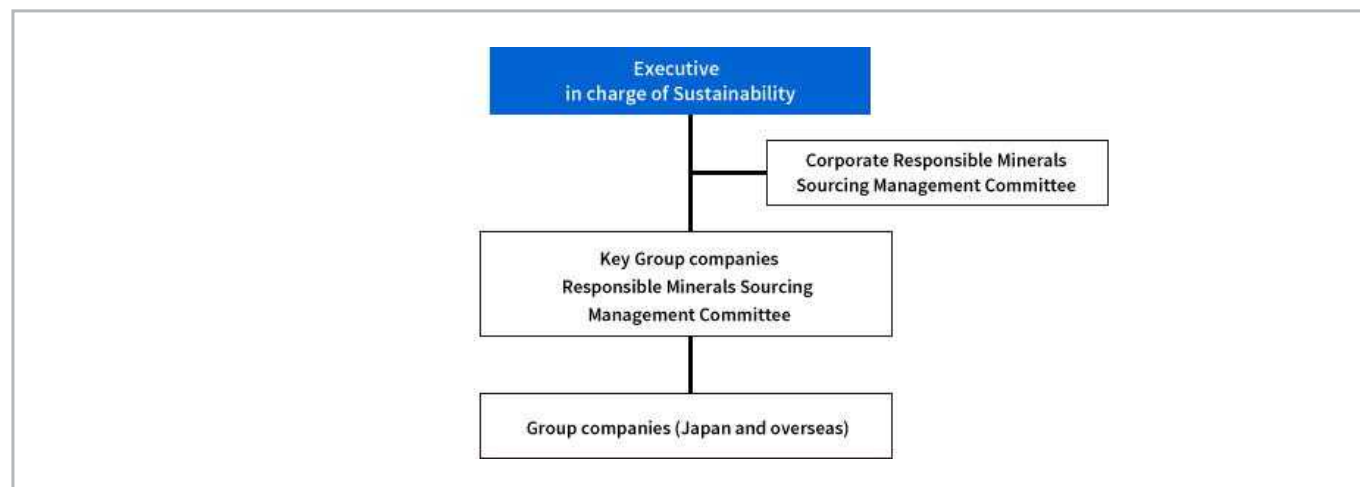 Executive
in charge of Sustainability
Corporate Responsible Minerals
Sourcing Management Committee
Key Group companies
Responsible Minerals Sourcing
Management Committee
Group companies (Japan and overseas)